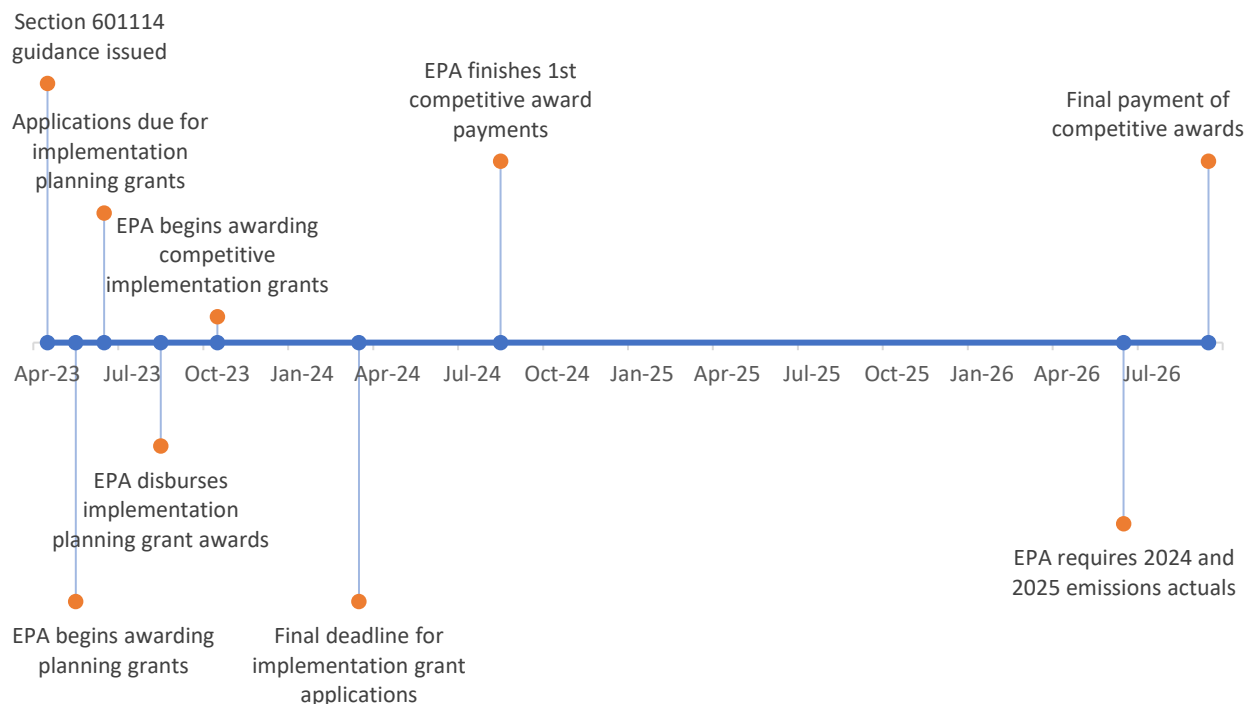 Section 601114
guidance issued
Applications due for
implementation
planning grants
EPA begins awarding
competitive
implementation grants
EPA finishes 1st
competitive award
payments
Final payment of
competitive awards
Apr-23 Jul-23 Oct-23 Jan-24 Apr-24 Jul-24 Oct-24 Jan-25 Apr-25 Jul-25 Oct-25 Jan-26 Apr-26 Jul-26
EPA disburses
implementation
planning grant awards
EPA begins awarding
planning grants
Final deadline for
implementation grant
applications
EPA requires 2024 and
2025 emissions actuals